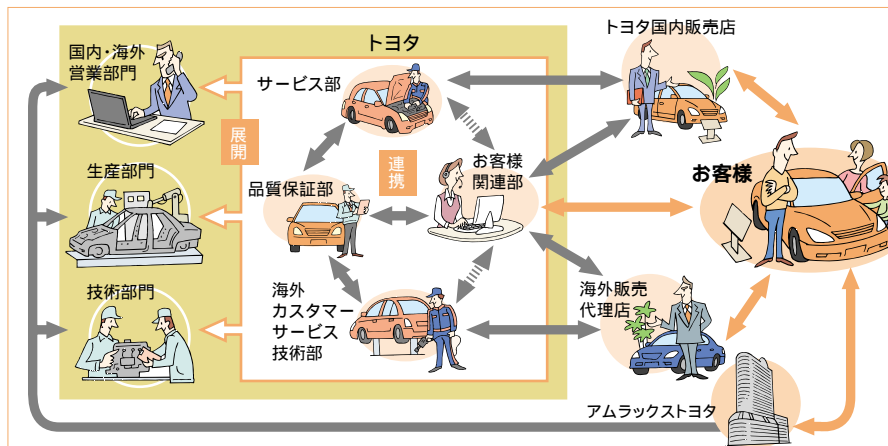 トヨタ
国内・海外
営業部門
生産部門
技術部門
展開
サービス部
品質保証部
連携
お客様
関連部
海外
カスタマー
サービス
技術部
トヨタ国内販売店
お客様
海外販売
代理店
アムラックストヨタ